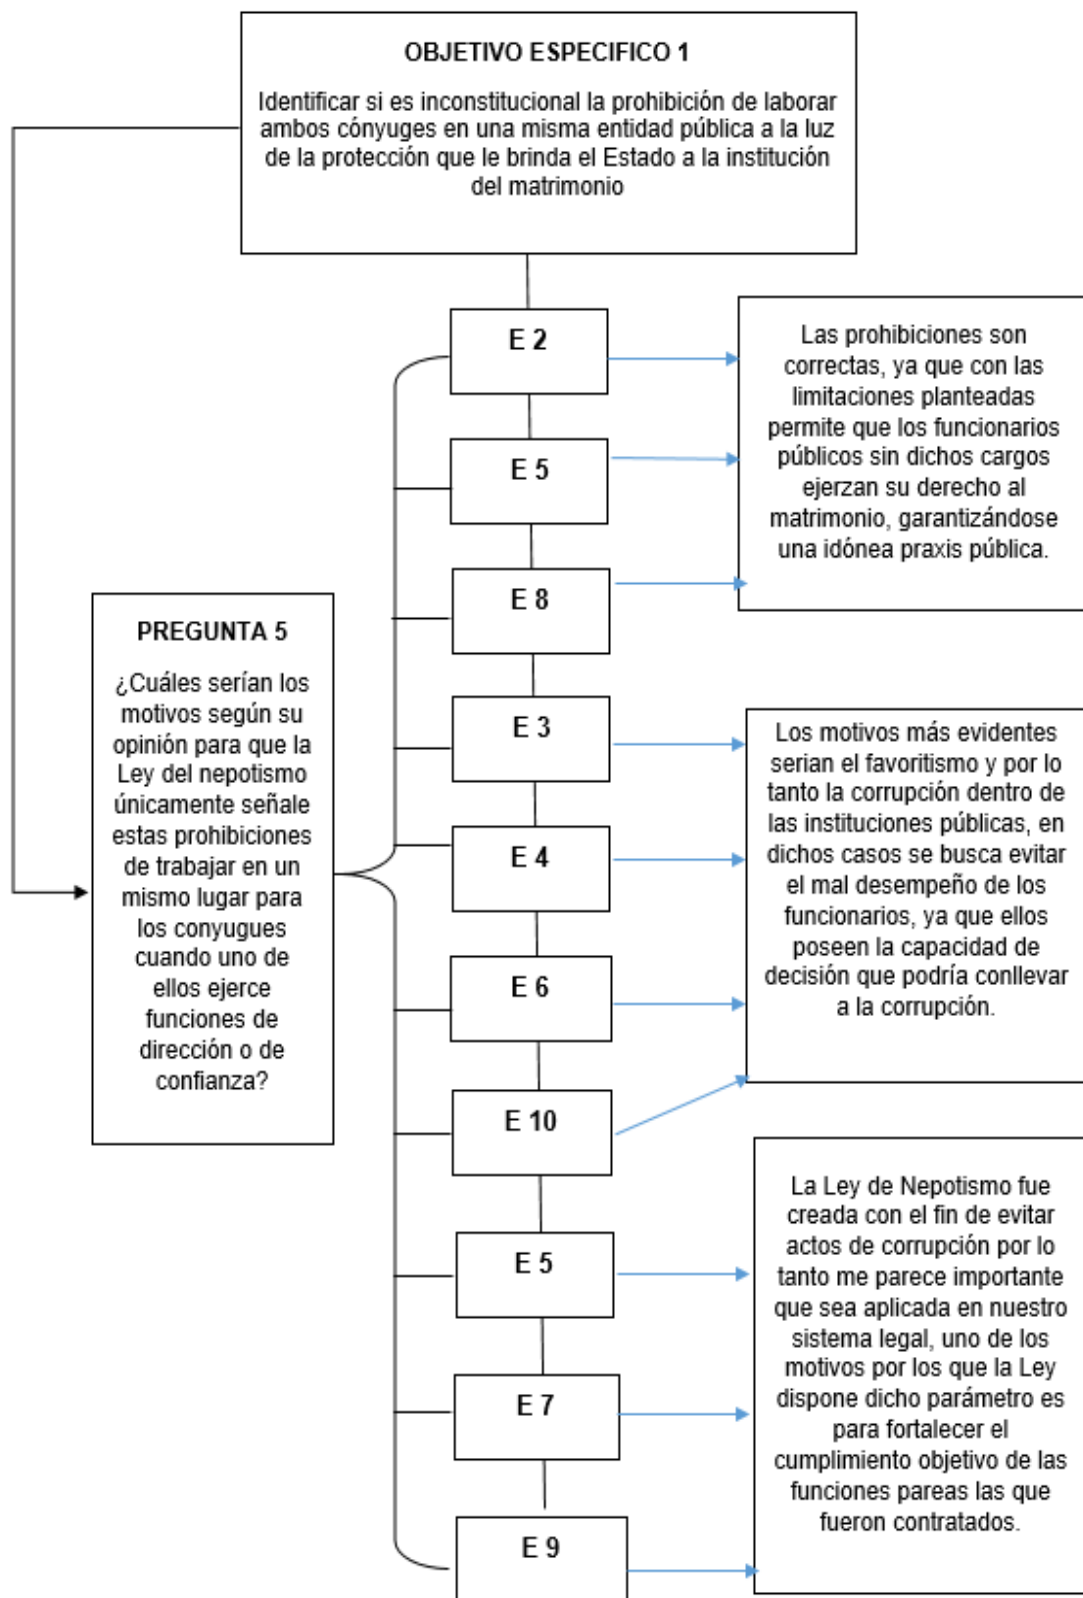 OBJETIVO ESPECIFICO 1
Identificar si es inconstitucional la prohibición de laborar
ambos cónyuges en una misma entidad pública a la luz
de la protección que le brinda el Estado a la institución
del matrimonio
PREGUNTA 5
¿Cuáles serían los
motivos según su
opinión para que la
Ley del nepotismo
únicamente señale
estas prohibiciones
de trabajar en un
mismo lugar para
los conyugues
cuando uno de
ellos ejerce
funciones de
dirección o de
confianza?
E 2
E 5
E 8
E 3
E 4
E 6
E 10
E 5
E 7
E 9
Las prohibiciones son
correctas, ya que con las
limitaciones planteadas
permite que los funcionarios
públicos sin dichos cargos
ejerzan su derecho al
matrimonio, garantizándose
una idónea praxis pública.
Los motivos más evidentes
serian el favoritismo y por lo
tanto la corrupción dentro de
las instituciones públicas, en
dichos casos se busca evitar
el mal desempeño de los
funcionarios, ya que ellos
poseen la capacidad de
decisión que podría conllevar
a la corrupción.
La Ley de Nepotismo fue
creada con el fin de evitar
actos de corrupción por lo
tanto me parece importante
que sea aplicada en nuestro
sistema legal, uno de los
motivos por los que la Ley
dispone dicho parámetro es
para fortalecer el
cumplimiento objetivo de las
funciones pareas las que
fueron contratados.